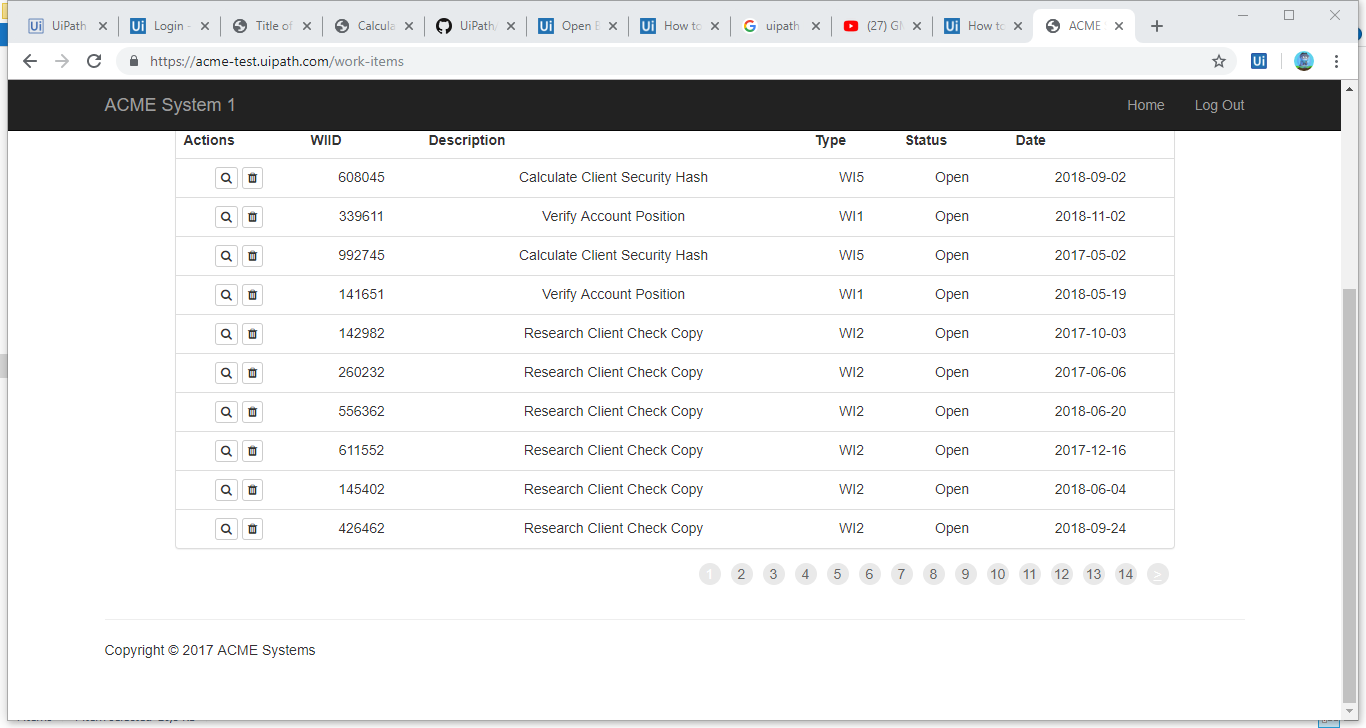 UiPath Login - Title of Calcula UiPath/ Open E How to uipath (27) Gl How to ACME
https://acme-test.uipath.com/work-items
ACME System 1 Home Log Out
Actions WIID Description Type Status Date
608045 Calculate Client Security Hash WI5 Open 2018-09-02
339611 Verify Account Position WI1 Open 2018-11-02
992745 Calculate Client Security Hash WI5 Open 2017-05-02
141651 Verify Account Position WI1 Open 2018-05-19
142982 Research Client Check Copy WI2 Open 2017-10-03
260232 Research Client Check Copy WI2 Open 2017-06-06
556362 Research Client Check Copy WI2 Open 2018-06-20
611552 Research Client Check Copy WI2 Open 2017-12-16
145402 Research Client Check Copy WI2 Open 2018-06-04
426462 Research Client Check Copy WI2 Open 2018-09-24
1 2 3 4 5 6 7 8 9 10 11 12 13 14 >
Copyright © 2017 ACME Systems